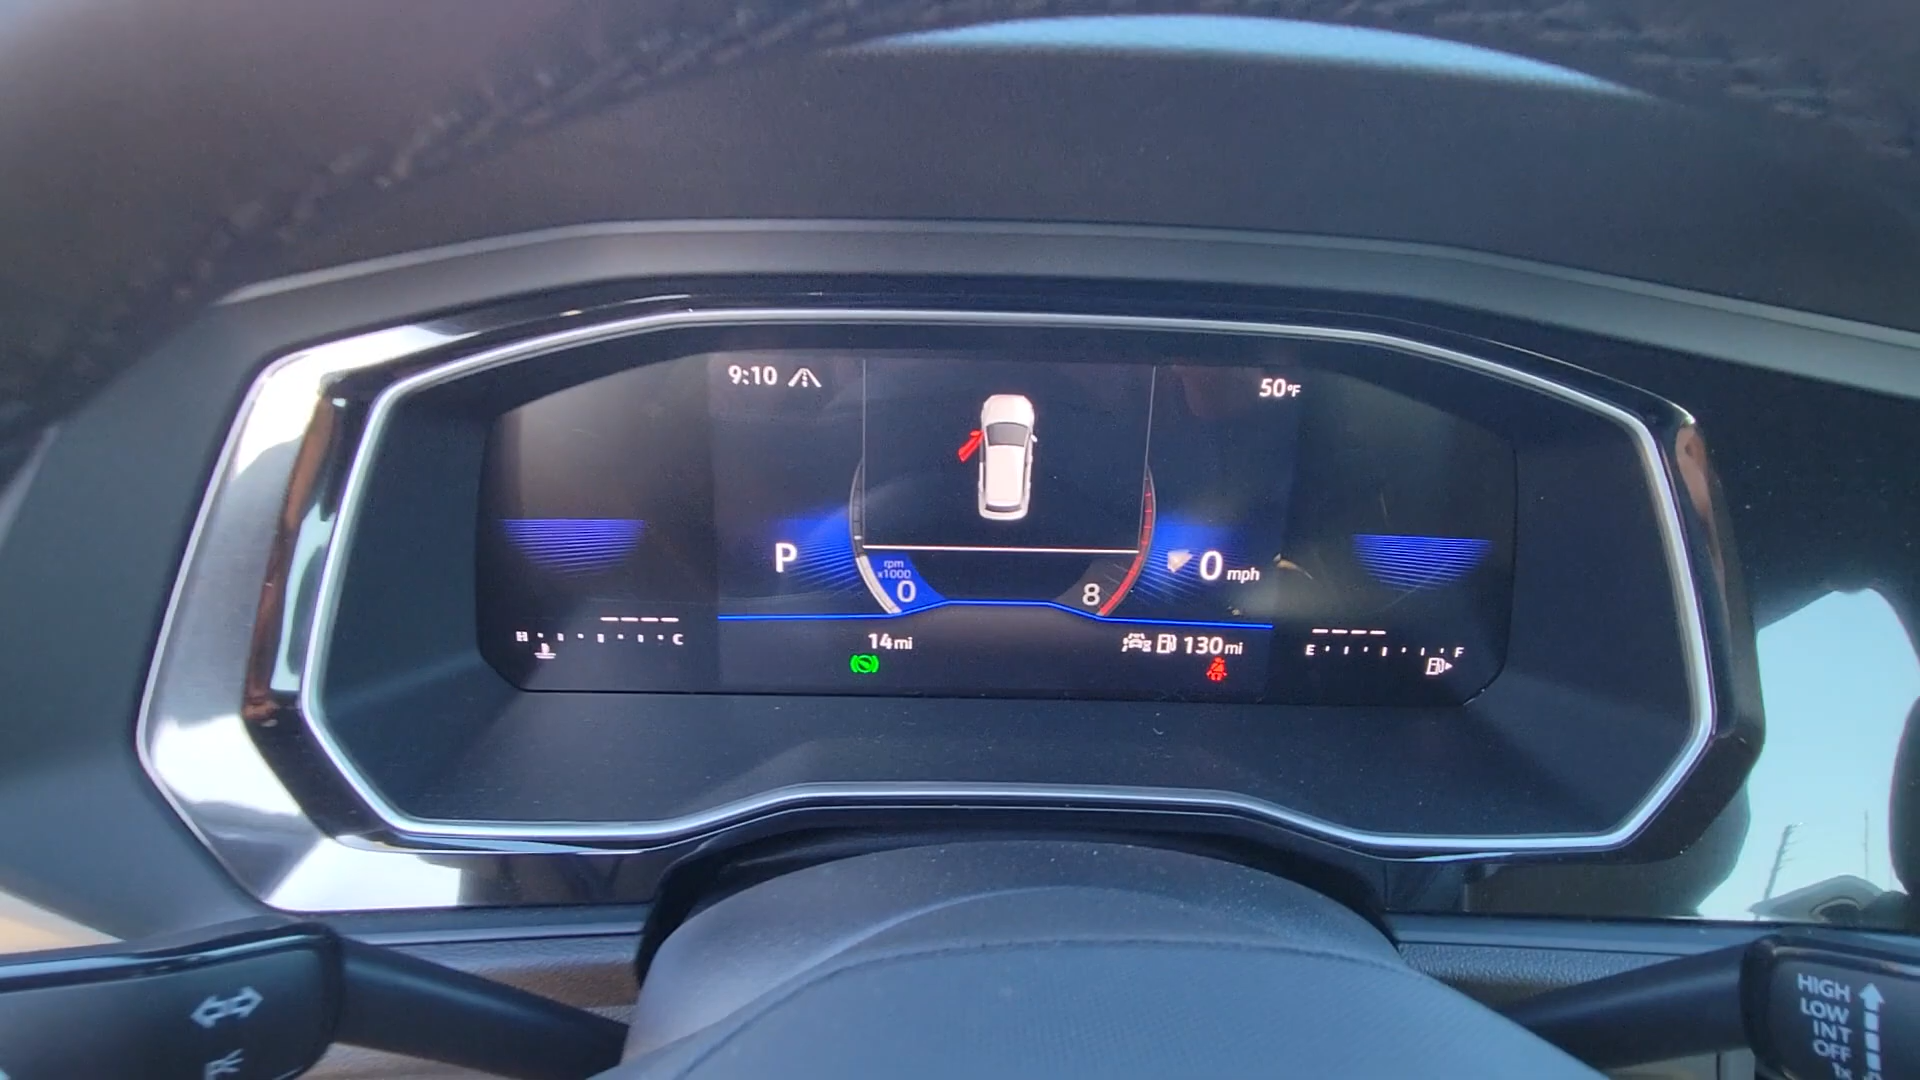 9:10
50°F
P
rpm
x1000
0
8
0 mph
14mi
130mi
H C
E F
HIGH
LOW
INT
OFF
1x